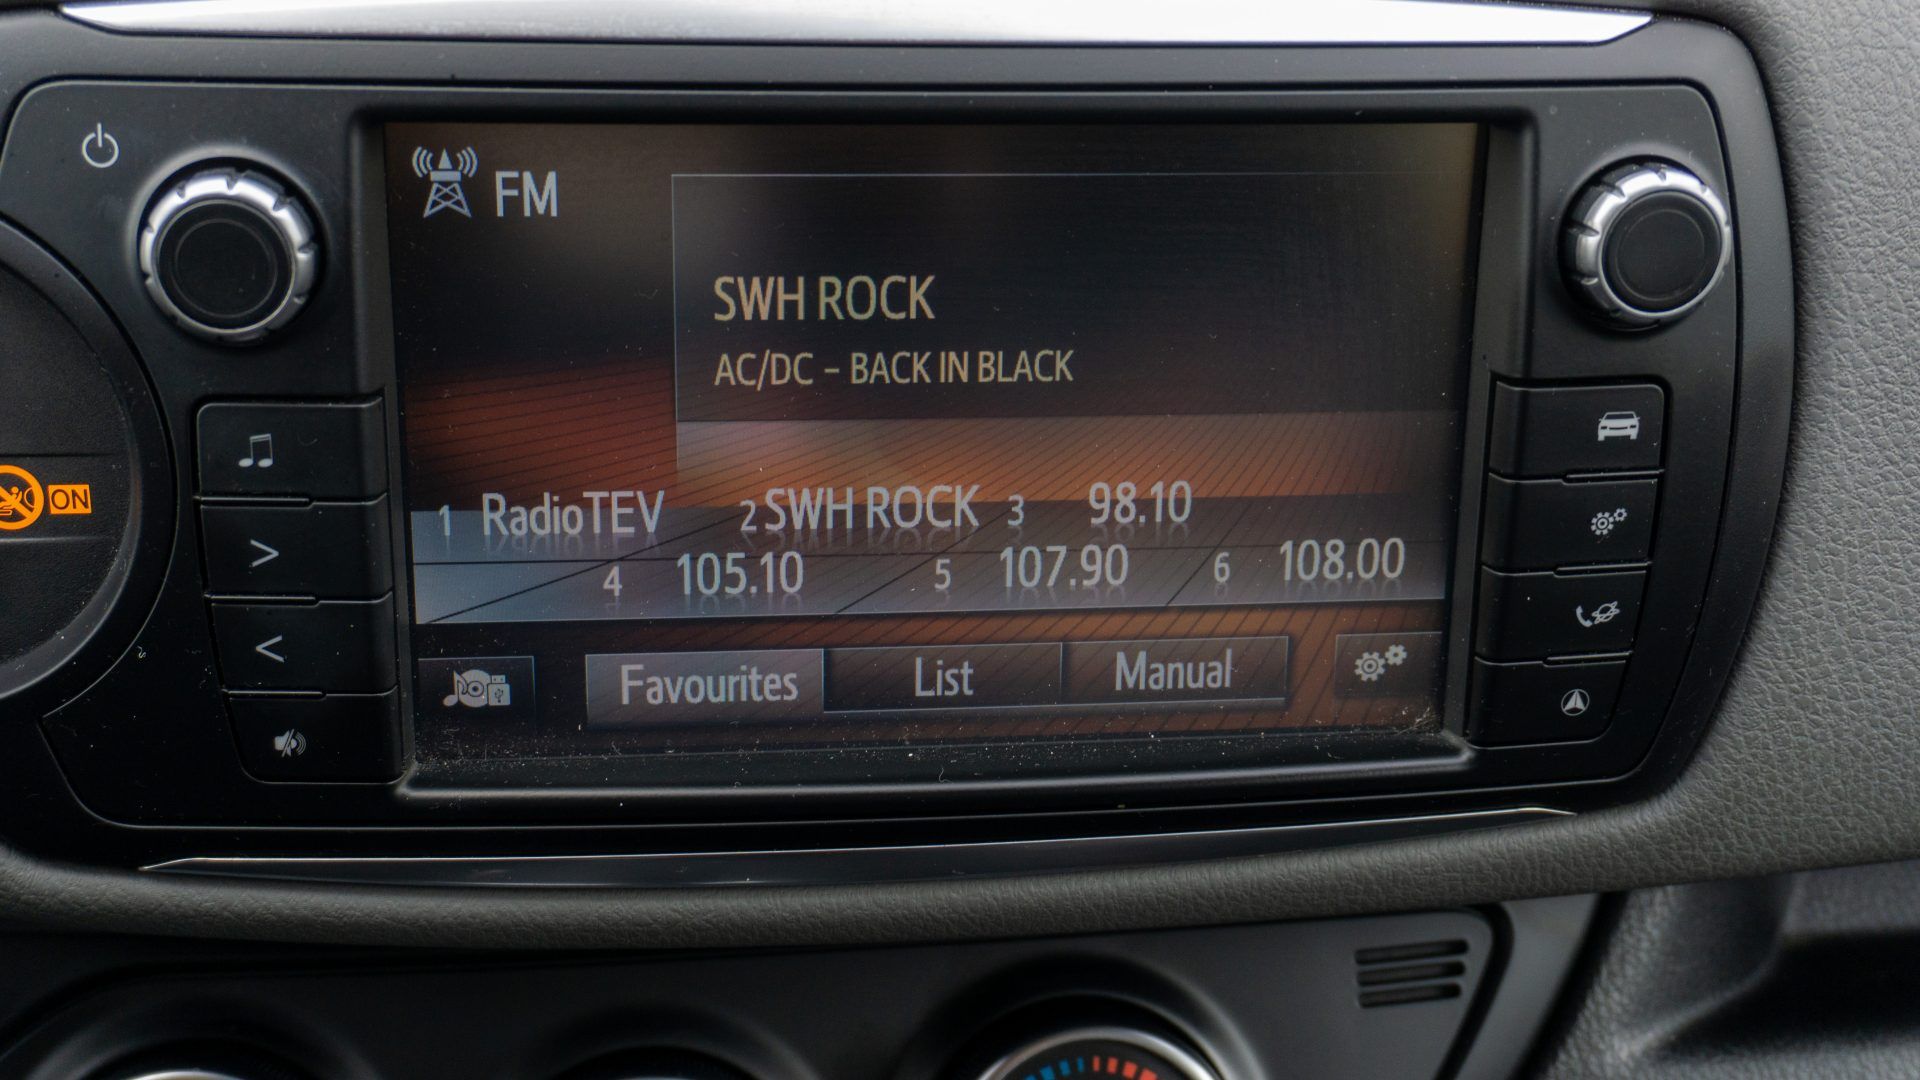 FM
SWH ROCK
AC/DC – BACK IN BLACK
1 RadioTEV 2 SWH ROCK 3 98.10
4 105.10 5 107.90 6 108.00
Favourites List Manual
ON